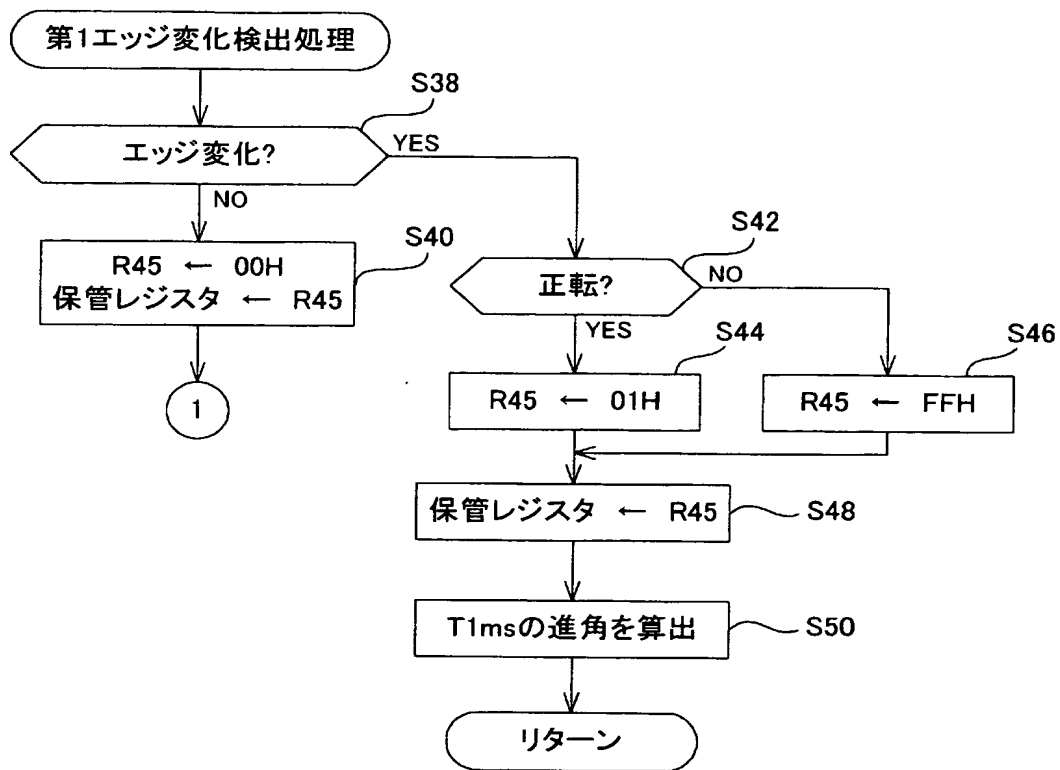 第1エッジ変化検出処理
S38
エッジ変化?
YES
NO
S40
R45 ← 00H
保管レジスタ ← R45
1
S42
正転?
NO
YES
S44
R45 ← 01H
S46
R45 ← FFH
保管レジスタ ← R45
S48
T1msの進角を算出
S50
リターン